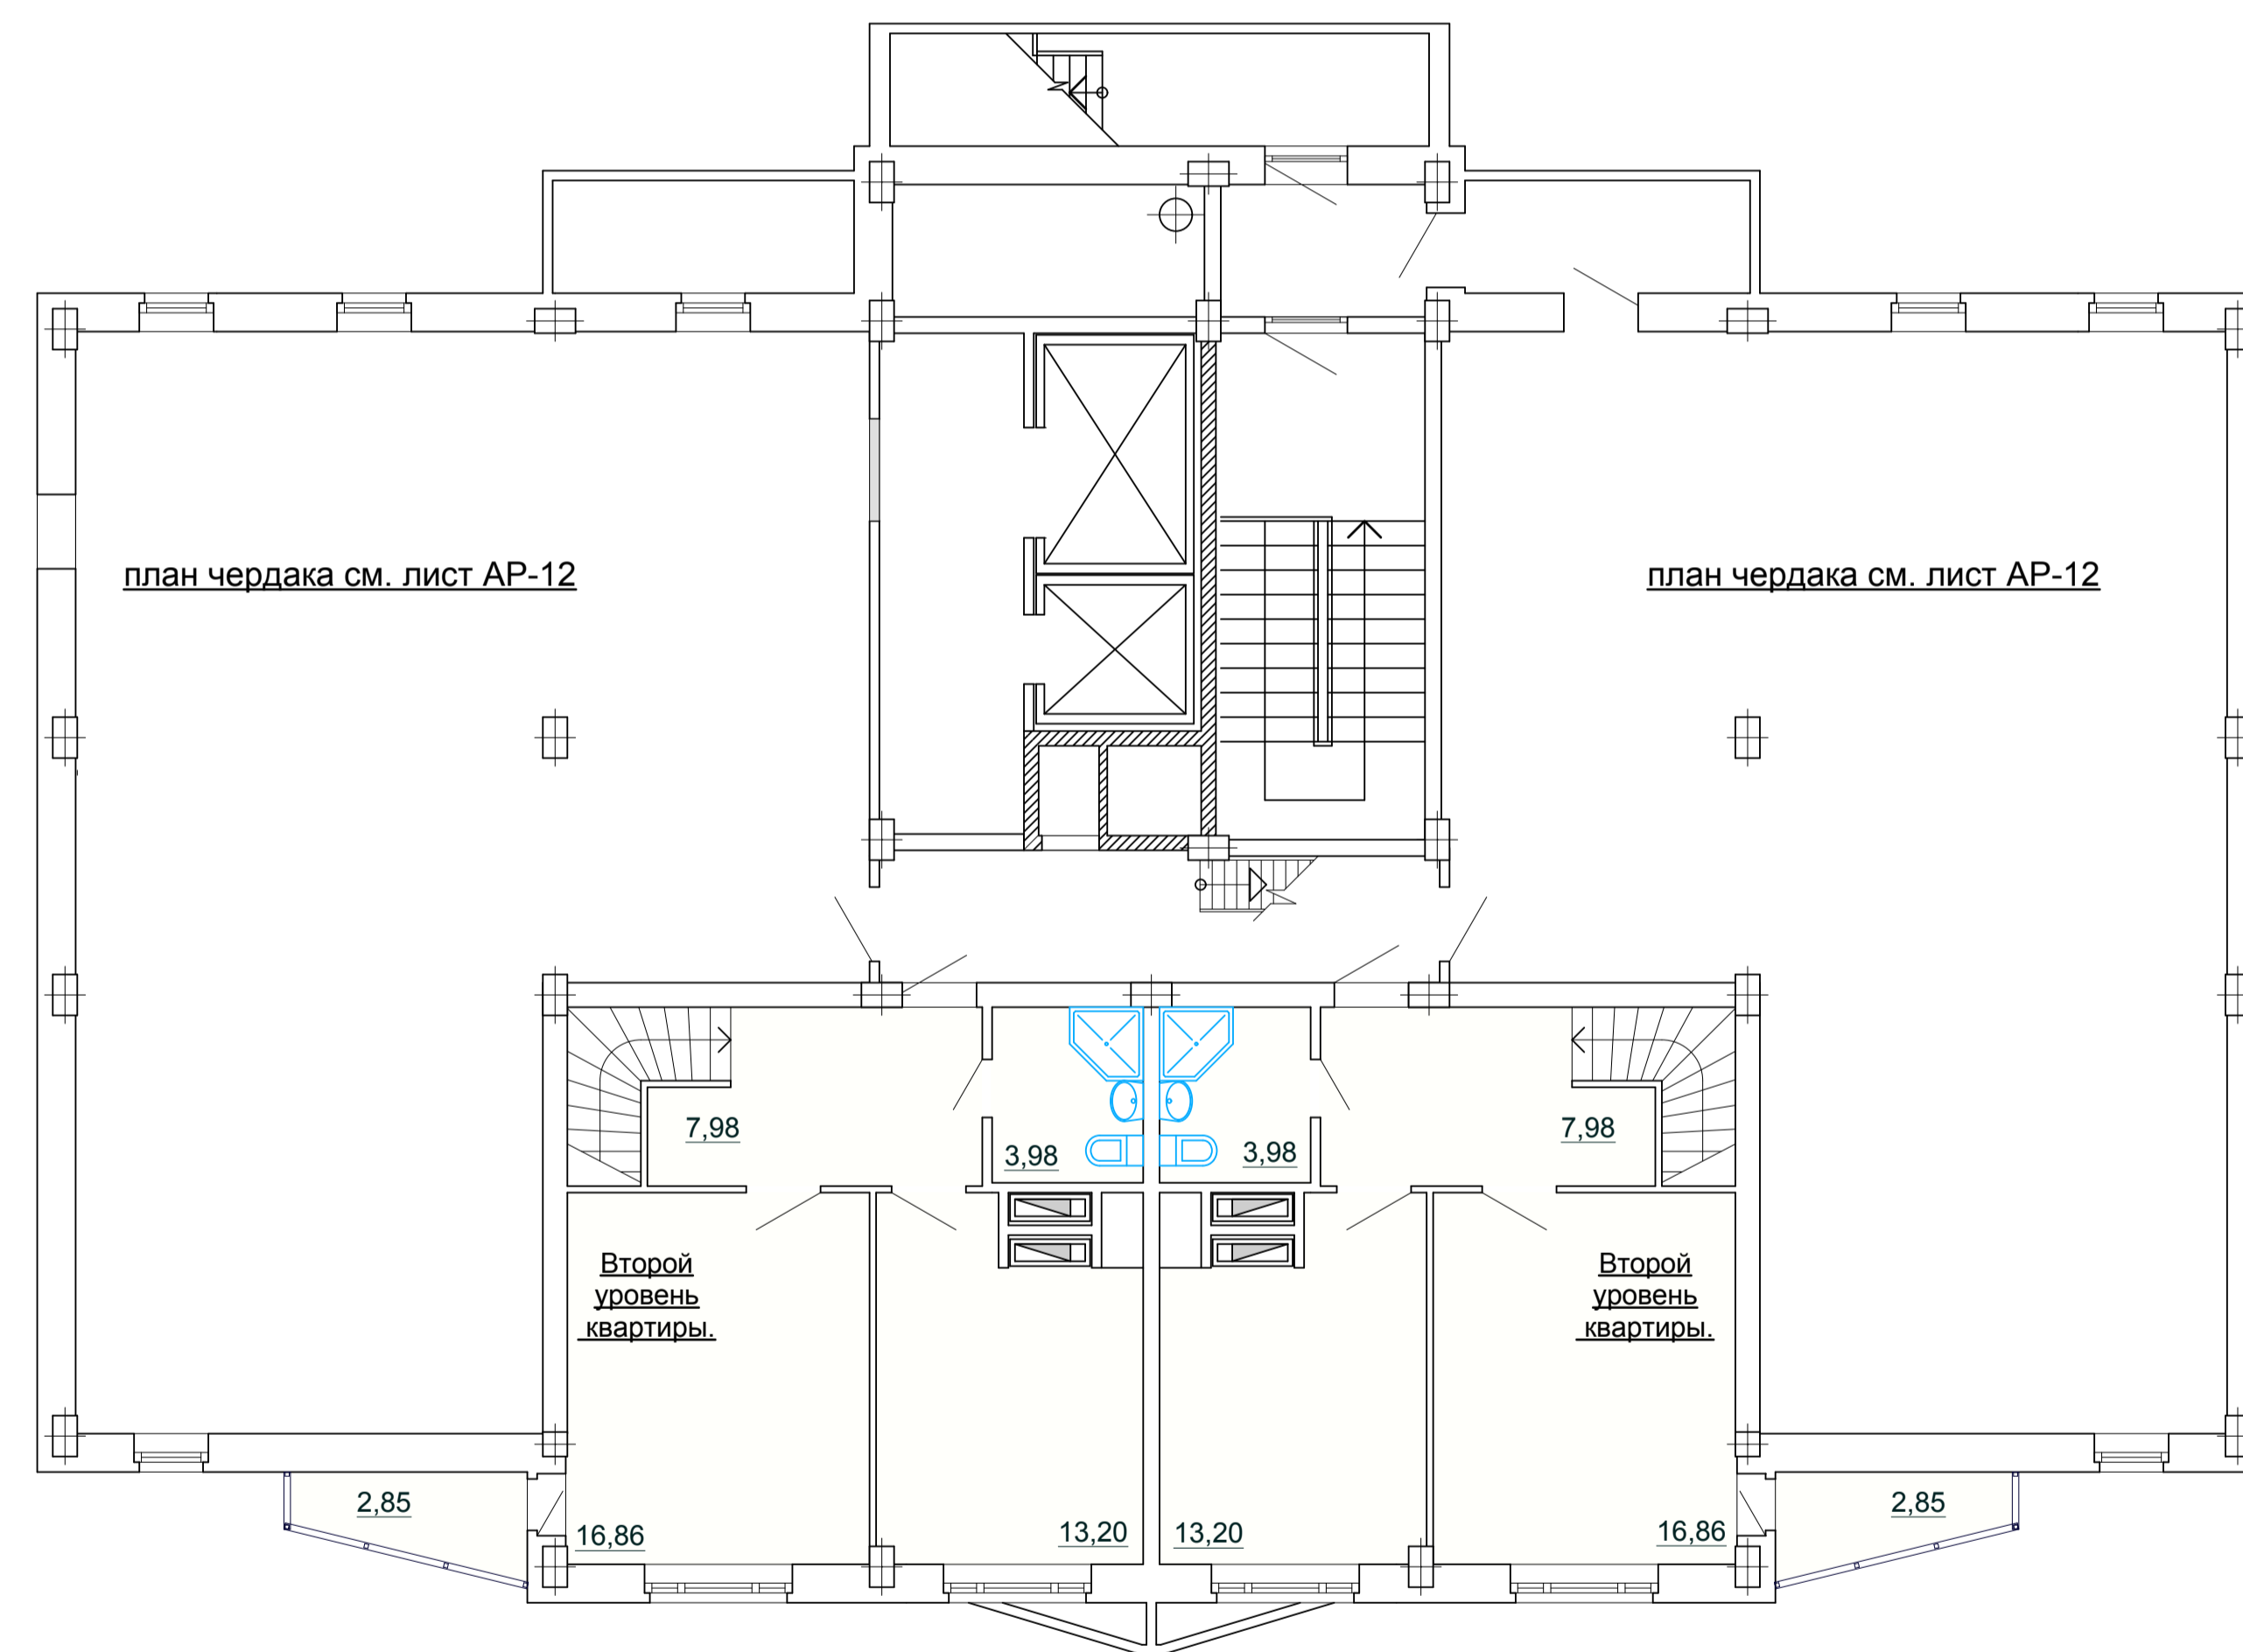 план чердака см. лист АР-12
план чердака см. лист АР-12
7,98
3,98
3,98
7,98
Второй
уровень
квартиры.
Второй
уровень
квартиры.
2,85
16,86
13,20
13,20
16,86
2,85